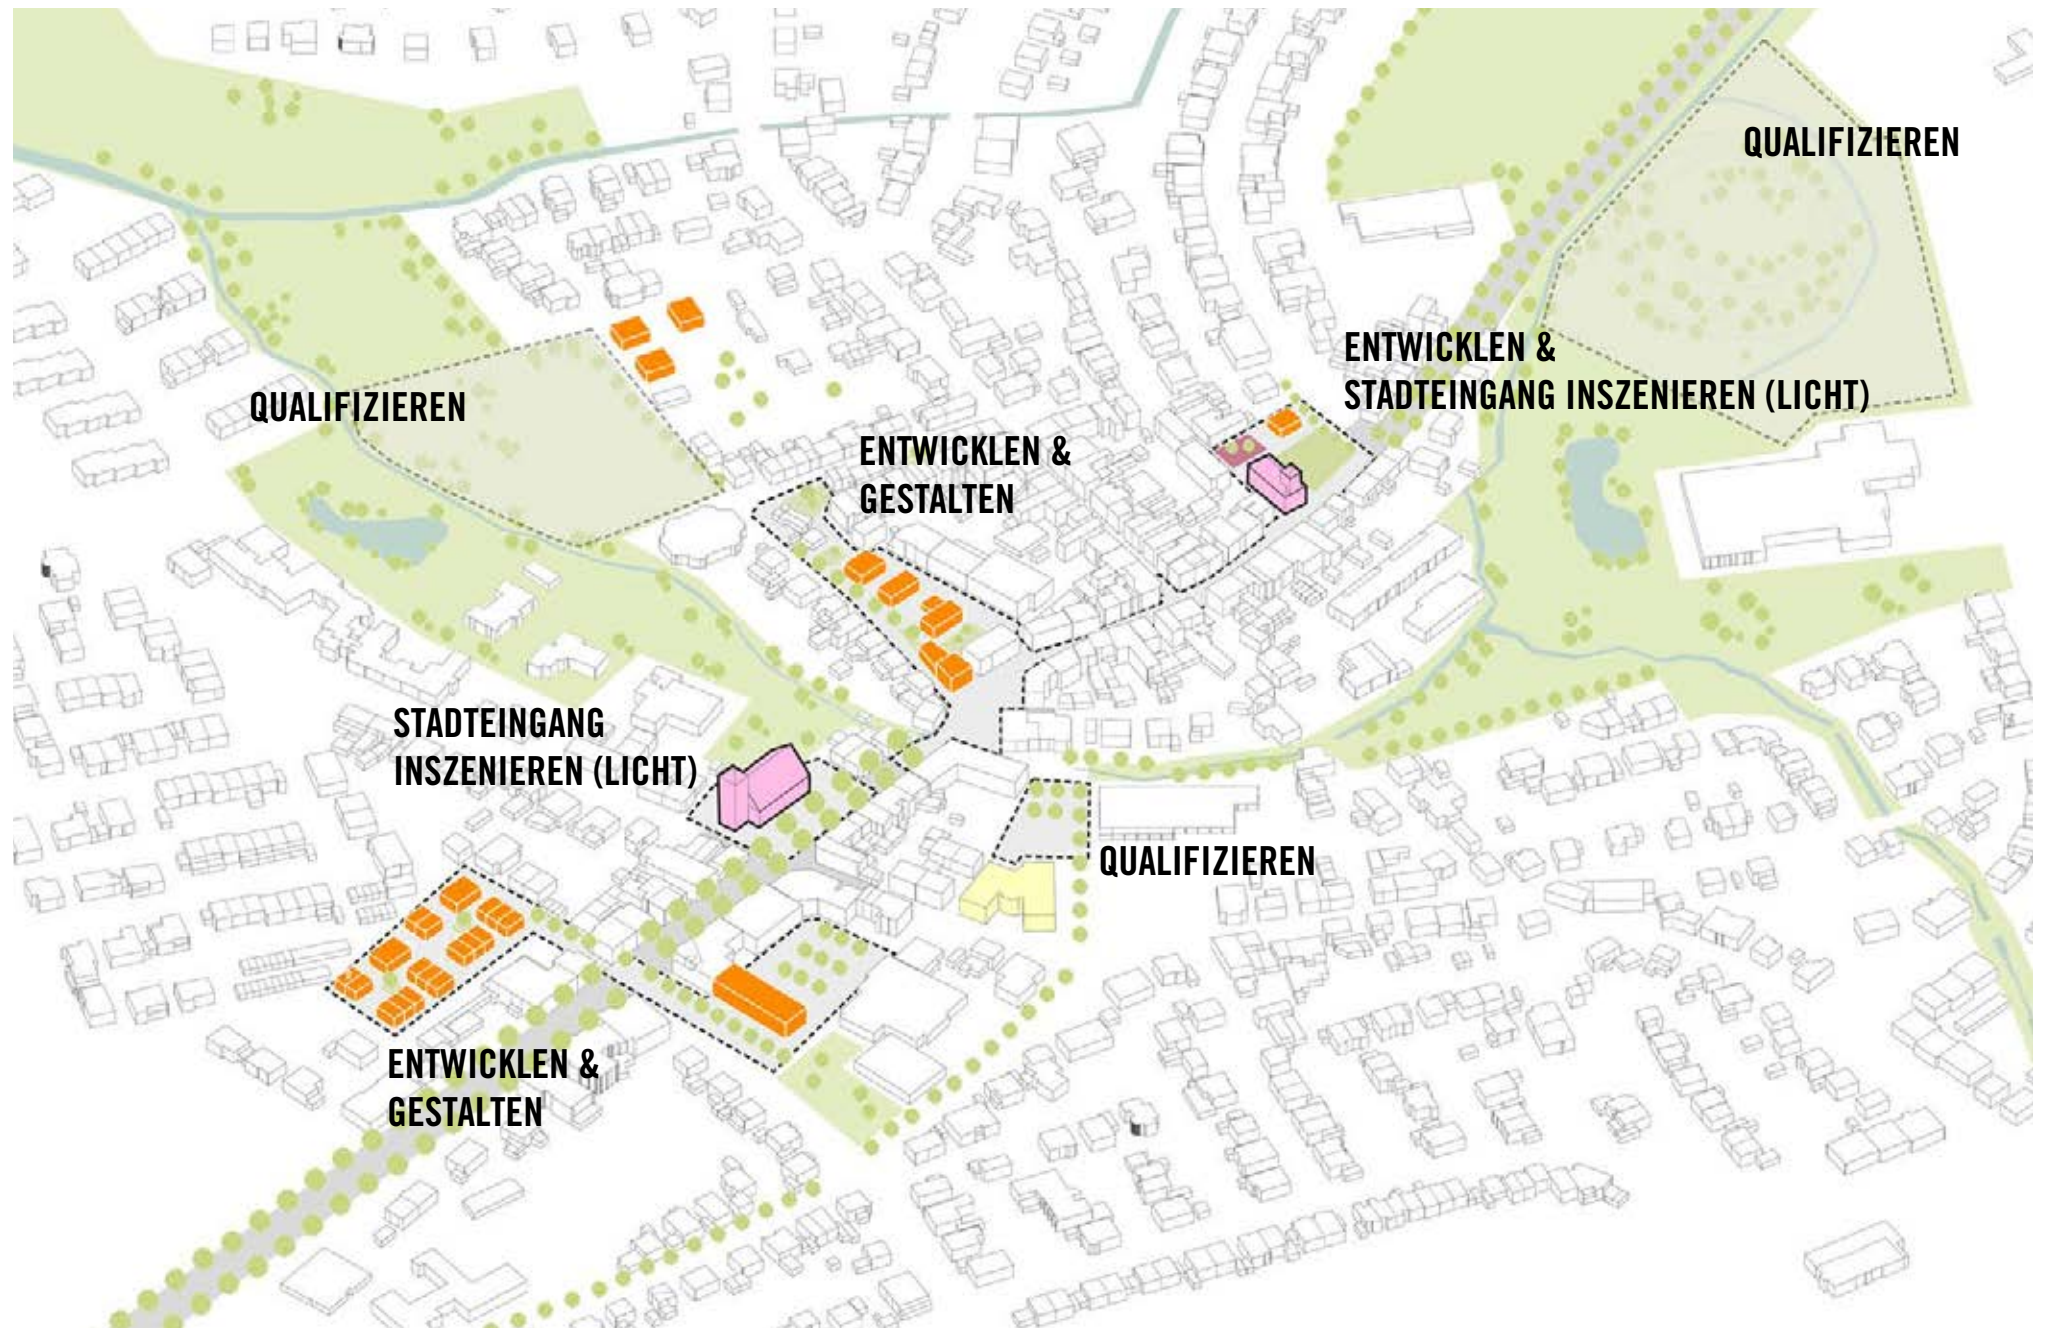 QUALIFIZIEREN
ENTWICKLEN &
STADTEINGANG INSZENIEREN (LICHT)
QUALIFIZIEREN
ENTWICKLEN &
GESTALTEN
STADTEINGANG
INSZENIEREN (LICHT)
QUALIFIZIEREN
ENTWICKLEN &
GESTALTEN